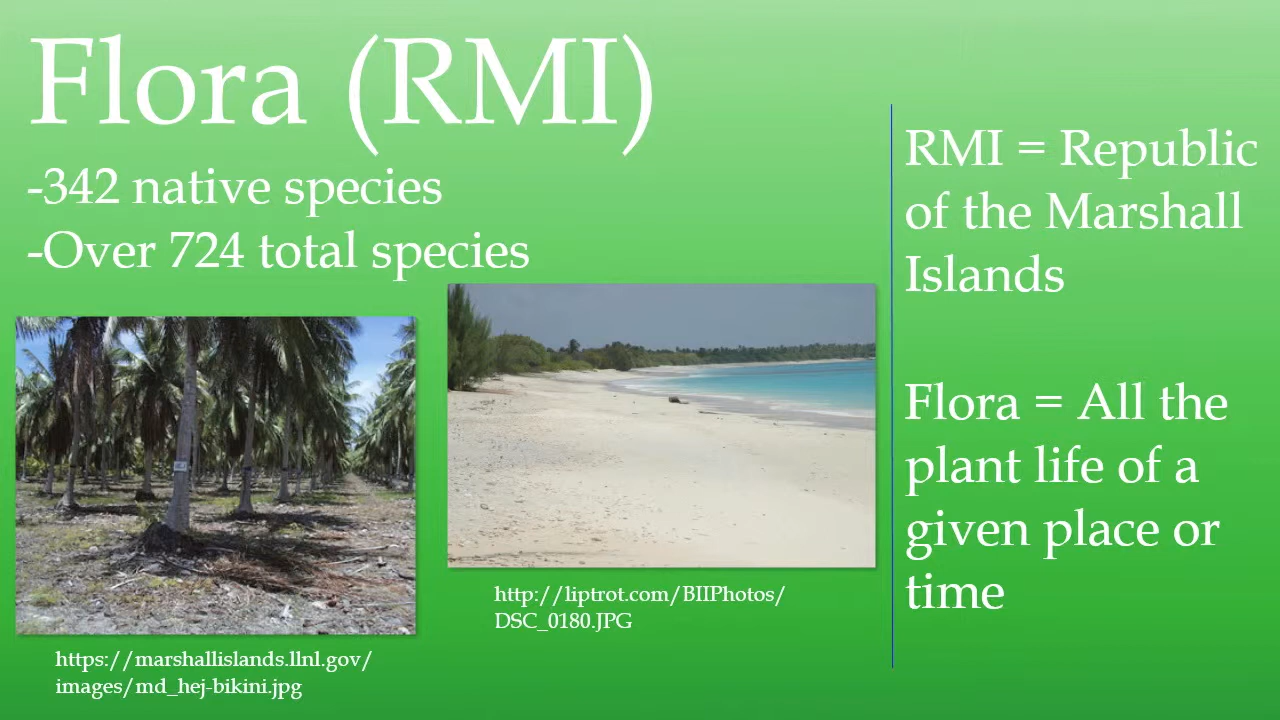 Flora (RMI)
-342 native species
-Over 724 total species
https://marshallislands.llnl.gov/
images/md_hej-bikini.jpg
http://liptrot.com/BIIPhotos/
DSC_0180.JPG
RMI = Republic
of the Marshall
Islands
Flora = All the
plant life of a
given place or
time